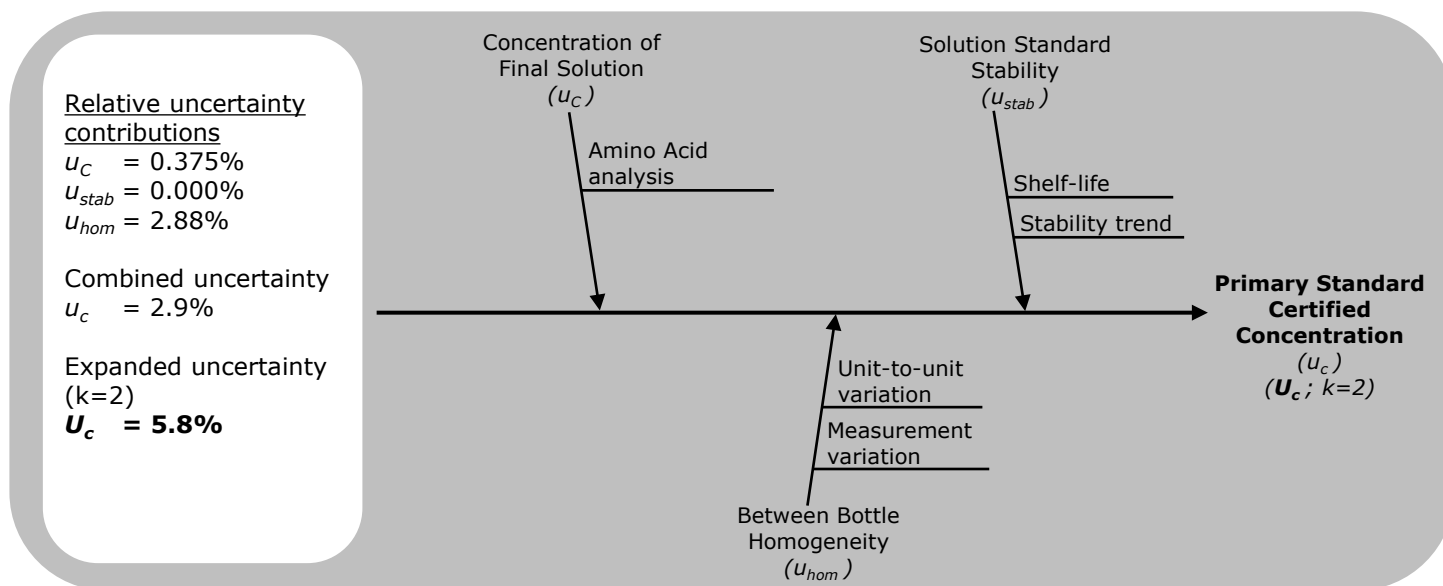 Relative uncertainty
contributions
u_C = 0.375%
u_stab = 0.000%
u_hom = 2.88%
Combined uncertainty
u_c = 2.9%
Expanded uncertainty
(k=2)
U_c = 5.8%
Concentration of
Final Solution
(u_C)
Amino Acid
analysis
Solution Standard
Stability
(u_stab)
Shelf-life
Stability trend
Unit-to-unit
variation
Measurement
variation
Between Bottle
Homogeneity
(u_hom)
Primary Standard
Certified
Concentration
(u_c)
(U_c; k=2)